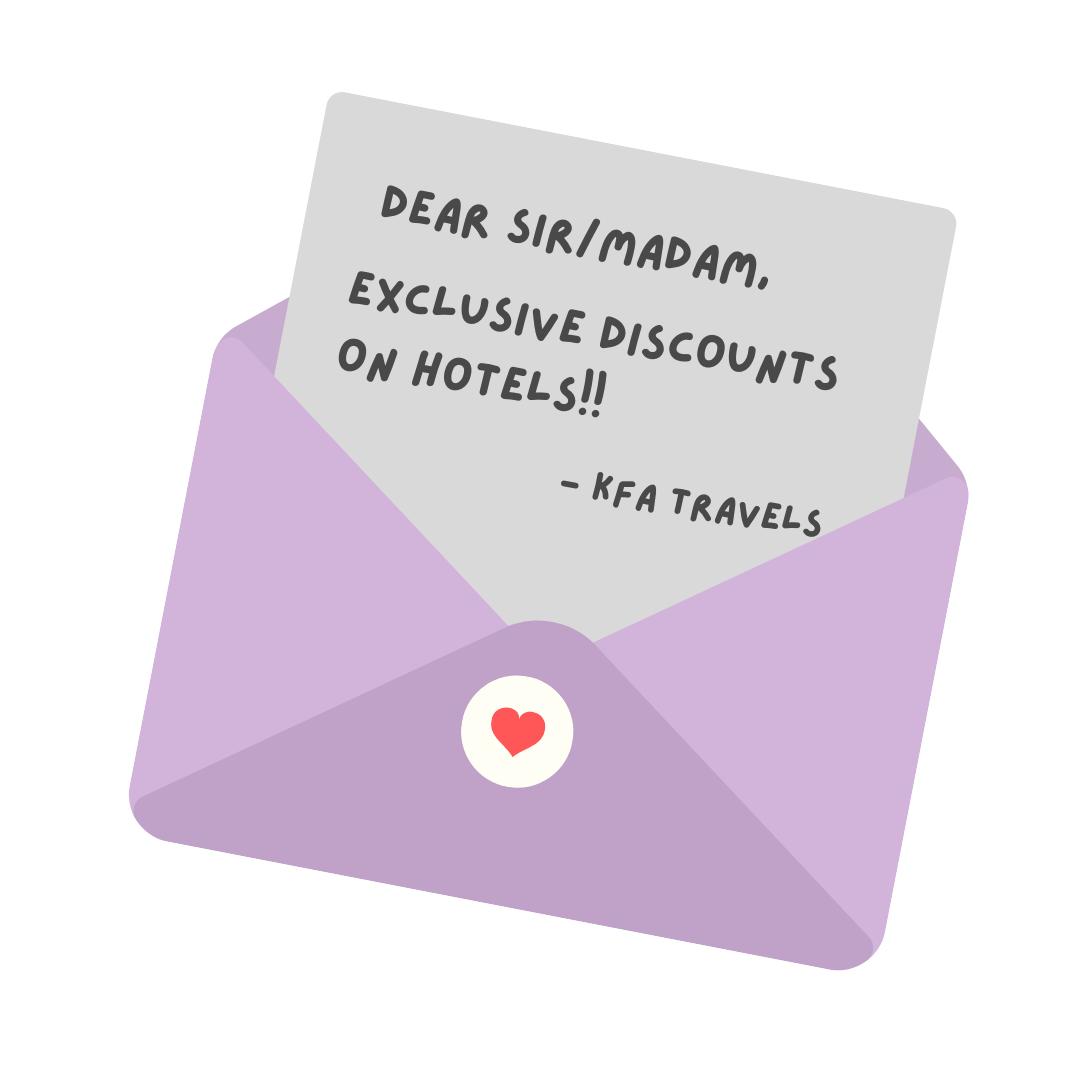 DEAR SIR/MADAM,
EXCLUSIVE DISCOUNTS
ON HOTELS!!
- KFA TRAVELS